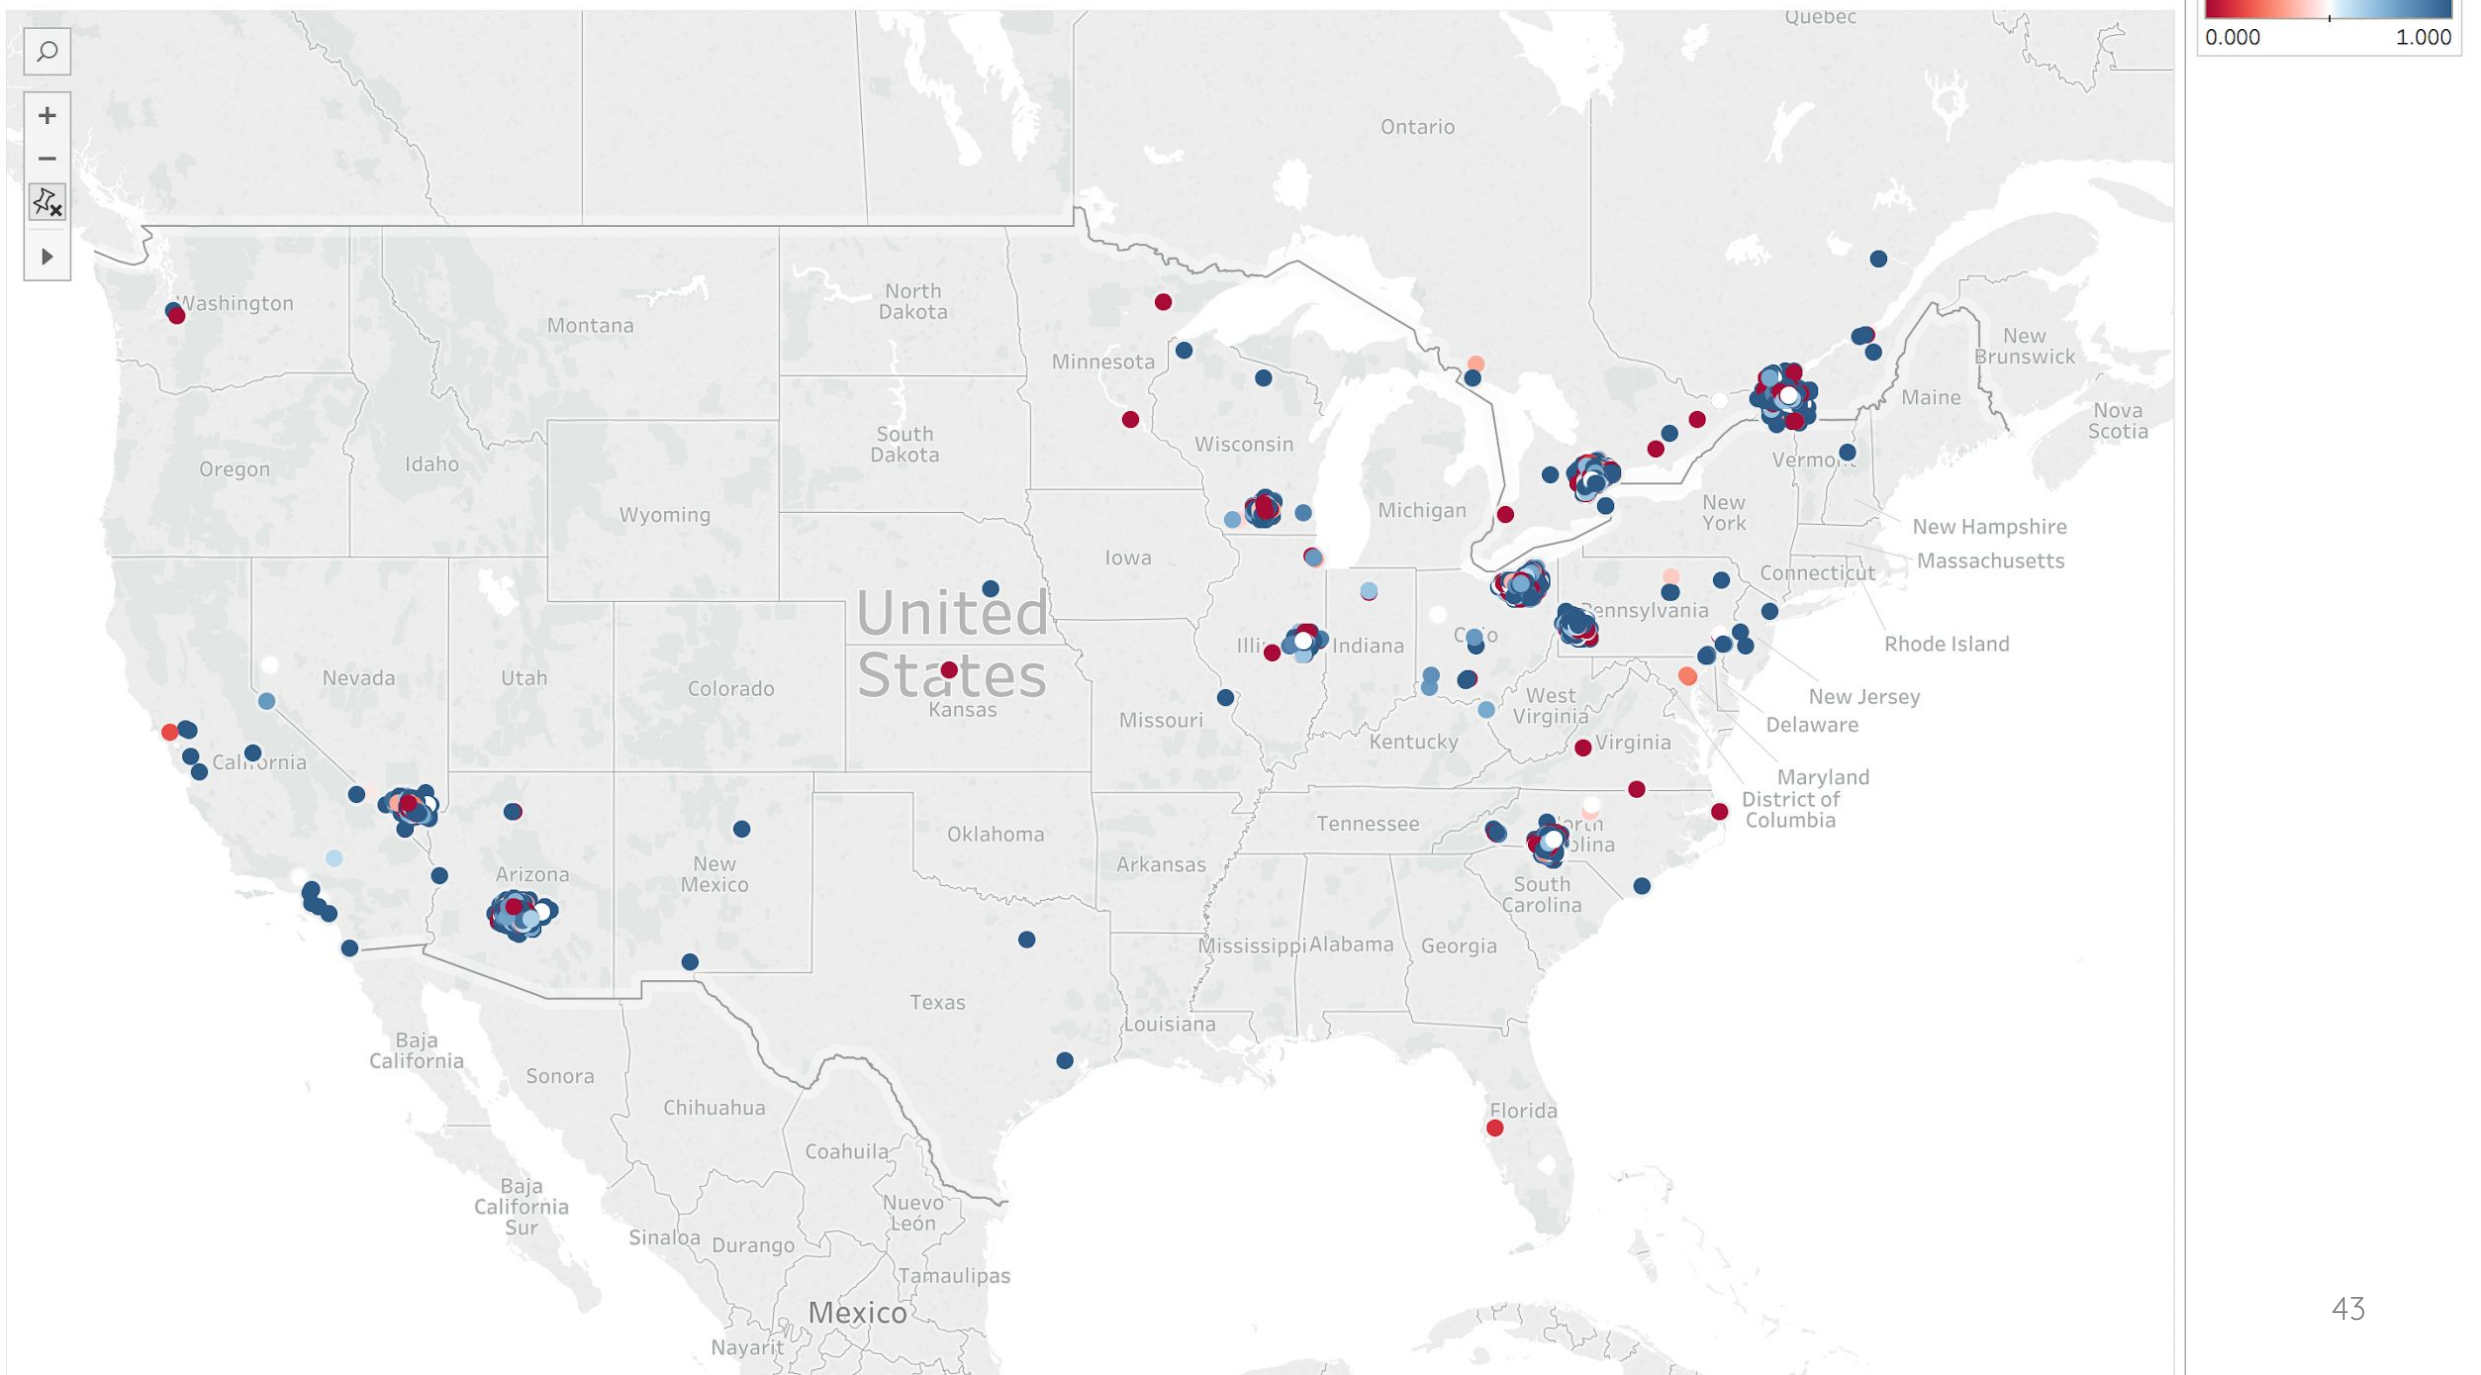 Quebec
0.000
1.000
Ontario
Washington
North
Dakota
Montana
Minnesota
New
Brunswick
Maine
Nova
Scotia
South
Dakota
Wisconsin
Oregon
Idaho
Wyoming
Michigan
New
York
New Hampshire
Massachusetts
Iowa
Connecticut
United
States
Pennsylvania
Rhode Island
Indiana
Nevada
Utah
Colorado
Kansas
West
Virginia
New Jersey
Delaware
Missouri
Kentucky
Virginia
California
Maryland
District of
Columbia
Oklahoma
Tennessee
Arkansas
New
Mexico
Arizona
South
Carolina
Mississippi
Alabama
Georgia
Texas
Louisiana
Baja
California
Sonora
Chihuahua
Florida
Coahuila
Baja
California
Sur
Nuevo
León
Sinaloa
Durango
Tamaulipas
Mexico
Nayarit
43